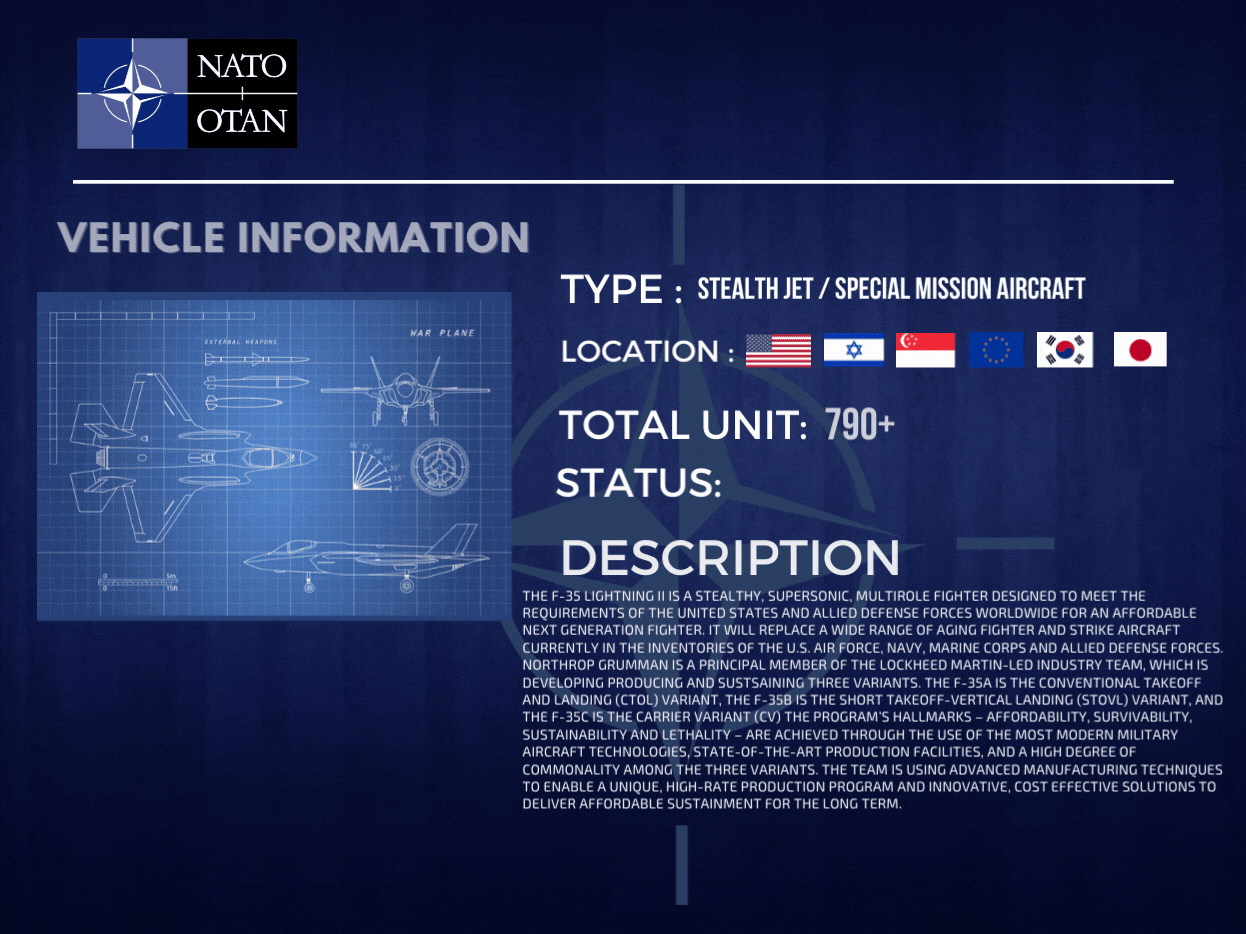 NATO
OTAN
VEHICLE INFORMATION
TYPE : STEALTH JET / SPECIAL MISSION AIRCRAFT
LOCATION :
TOTAL UNIT: 790+
STATUS:
WAR PLANE
EXTERNAL WEAPONS
90° 75° 60° 45° 30° 15° 0°
0 5m
0 15ft
DESCRIPTION
THE F-35 LIGHTNING II IS A STEALTHY, SUPERSONIC, MULTIROLE FIGHTER DESIGNED TO MEET THE
REQUIREMENTS OF THE UNITED STATES AND ALLIED DEFENSE FORCES WORLDWIDE FOR AN AFFORDABLE
NEXT GENERATION FIGHTER. IT WILL REPLACE A WIDE RANGE OF AGING FIGHTER AND STRIKE AIRCRAFT
CURRENTLY IN THE INVENTORIES OF THE U.S. AIR FORCE, NAVY, MARINE CORPS AND ALLIED DEFENSE FORCES.
NORTHROP GRUMMAN IS A PRINCIPAL MEMBER OF THE LOCKHEED MARTIN-LED INDUSTRY TEAM, WHICH IS
DEVELOPING PRODUCING AND SUSTSAINING THREE VARIANTS. THE F-35A IS THE CONVENTIONAL TAKEOFF
AND LANDING (CTOL) VARIANT, THE F-35B IS THE SHORT TAKEOFF-VERTICAL LANDING (STOVL) VARIANT, AND
THE F-35C IS THE CARRIER VARIANT (CV) THE PROGRAM'S HALLMARKS – AFFORDABILITY, SURVIVABILITY,
SUSTAINABILITY AND LETHALITY – ARE ACHIEVED THROUGH THE USE OF THE MOST MODERN MILITARY
AIRCRAFT TECHNOLOGIES, STATE-OF-THE-ART PRODUCTION FACILITIES, AND A HIGH DEGREE OF
COMMONALITY AMONG THE THREE VARIANTS. THE TEAM IS USING ADVANCED MANUFACTURING TECHNIQUES
TO ENABLE A UNIQUE, HIGH-RATE PRODUCTION PROGRAM AND INNOVATIVE, COST EFFECTIVE SOLUTIONS TO
DELIVER AFFORDABLE SUSTAINMENT FOR THE LONG TERM.